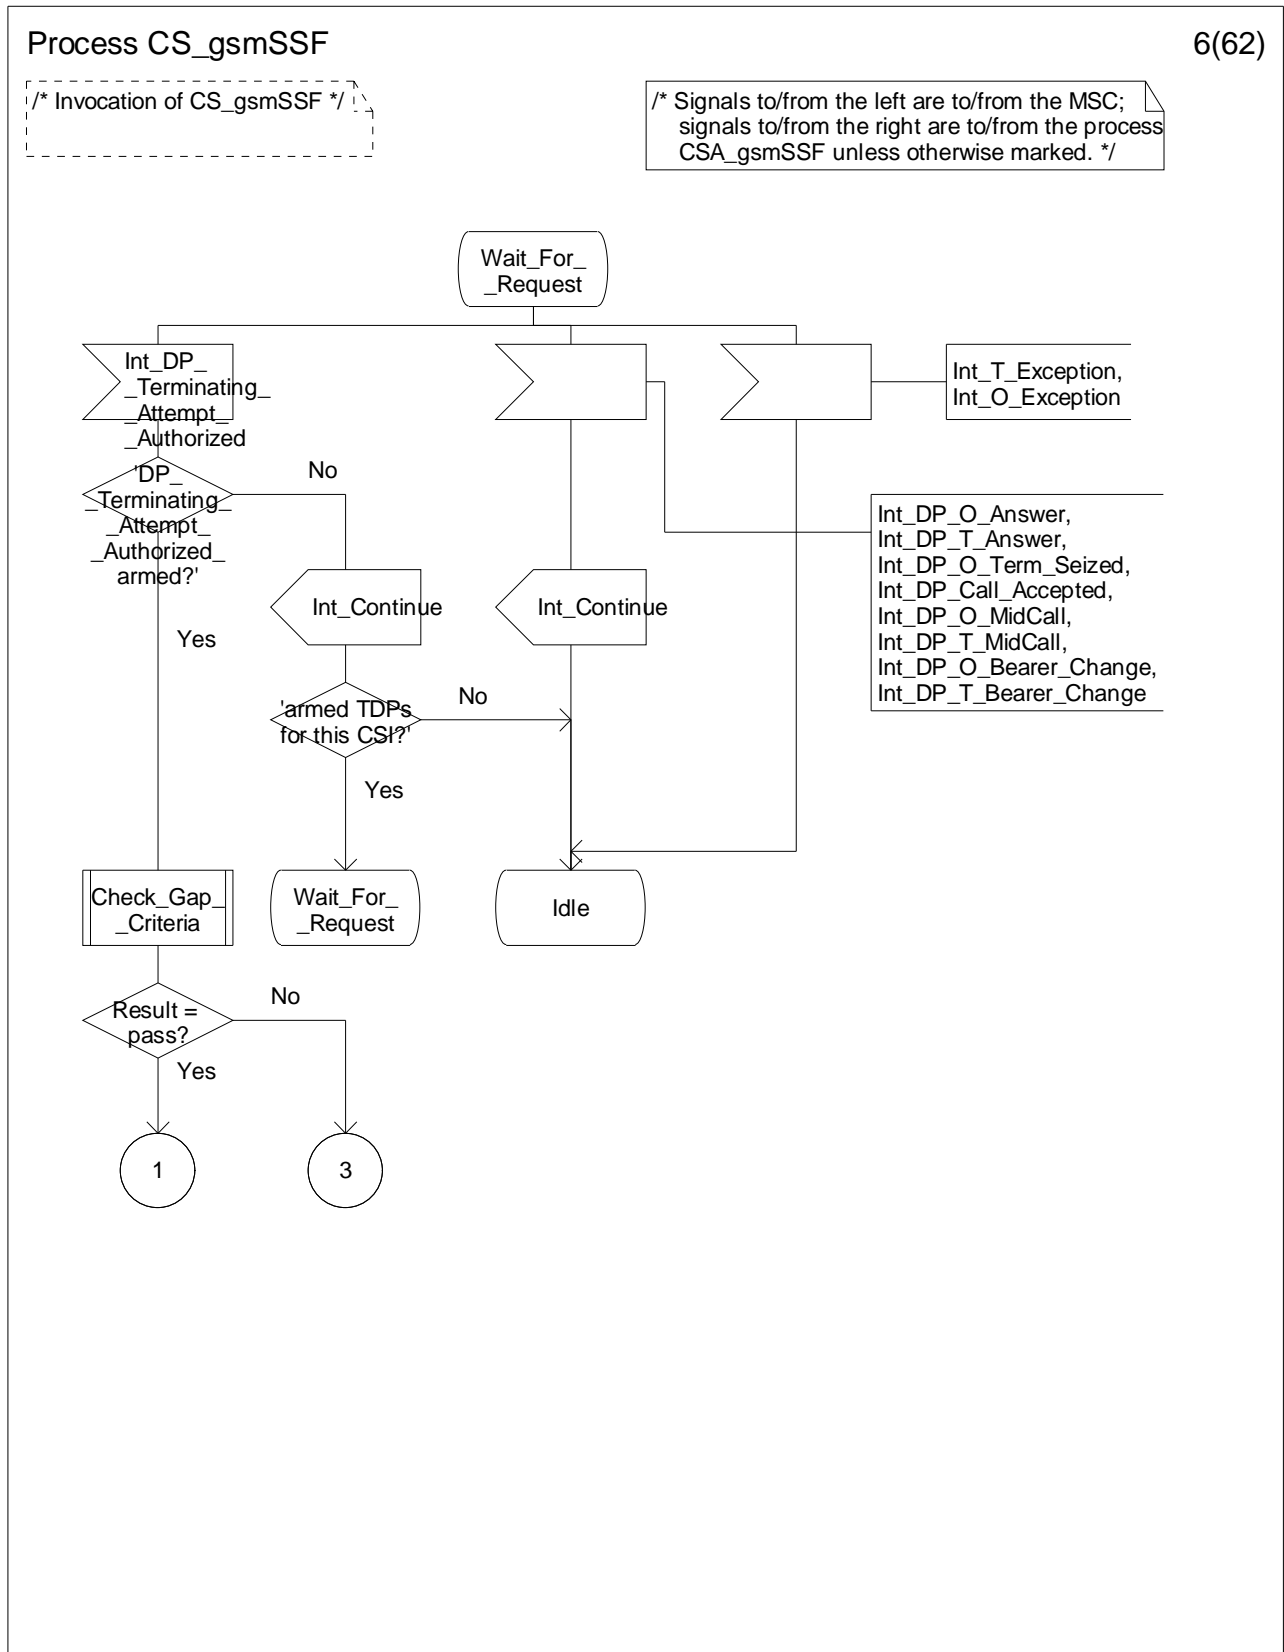 Process CS_gsmSSF
6(62)
/* Invocation of CS_gsmSSF */
/* Signals to/from the left are to/from the MSC;
signals to/from the right are to/from the process
CSA_gsmSSF unless otherwise marked. */
Wait_For_
_Request
Int_DP_
_Terminating_
_Attempt_
_Authorized
Int_T_Exception,
Int_O_Exception
'DP_
_Terminating_
_Attempt_
_Authorized_
armed?'
No
Int_DP_O_Answer,
Int_DP_T_Answer,
Int_DP_O_Term_Seized,
Int_DP_Call_Accepted,
Int_DP_O_MidCall,
Int_DP_T_MidCall,
Int_DP_O_Bearer_Change,
Int_DP_T_Bearer_Change
Int_Continue
Int_Continue
Yes
'armed TDPs
for this CSI?'
No
Yes
Check_Gap_
_Criteria
Wait_For_
_Request
Idle
Result =
pass?
No
Yes
1
3